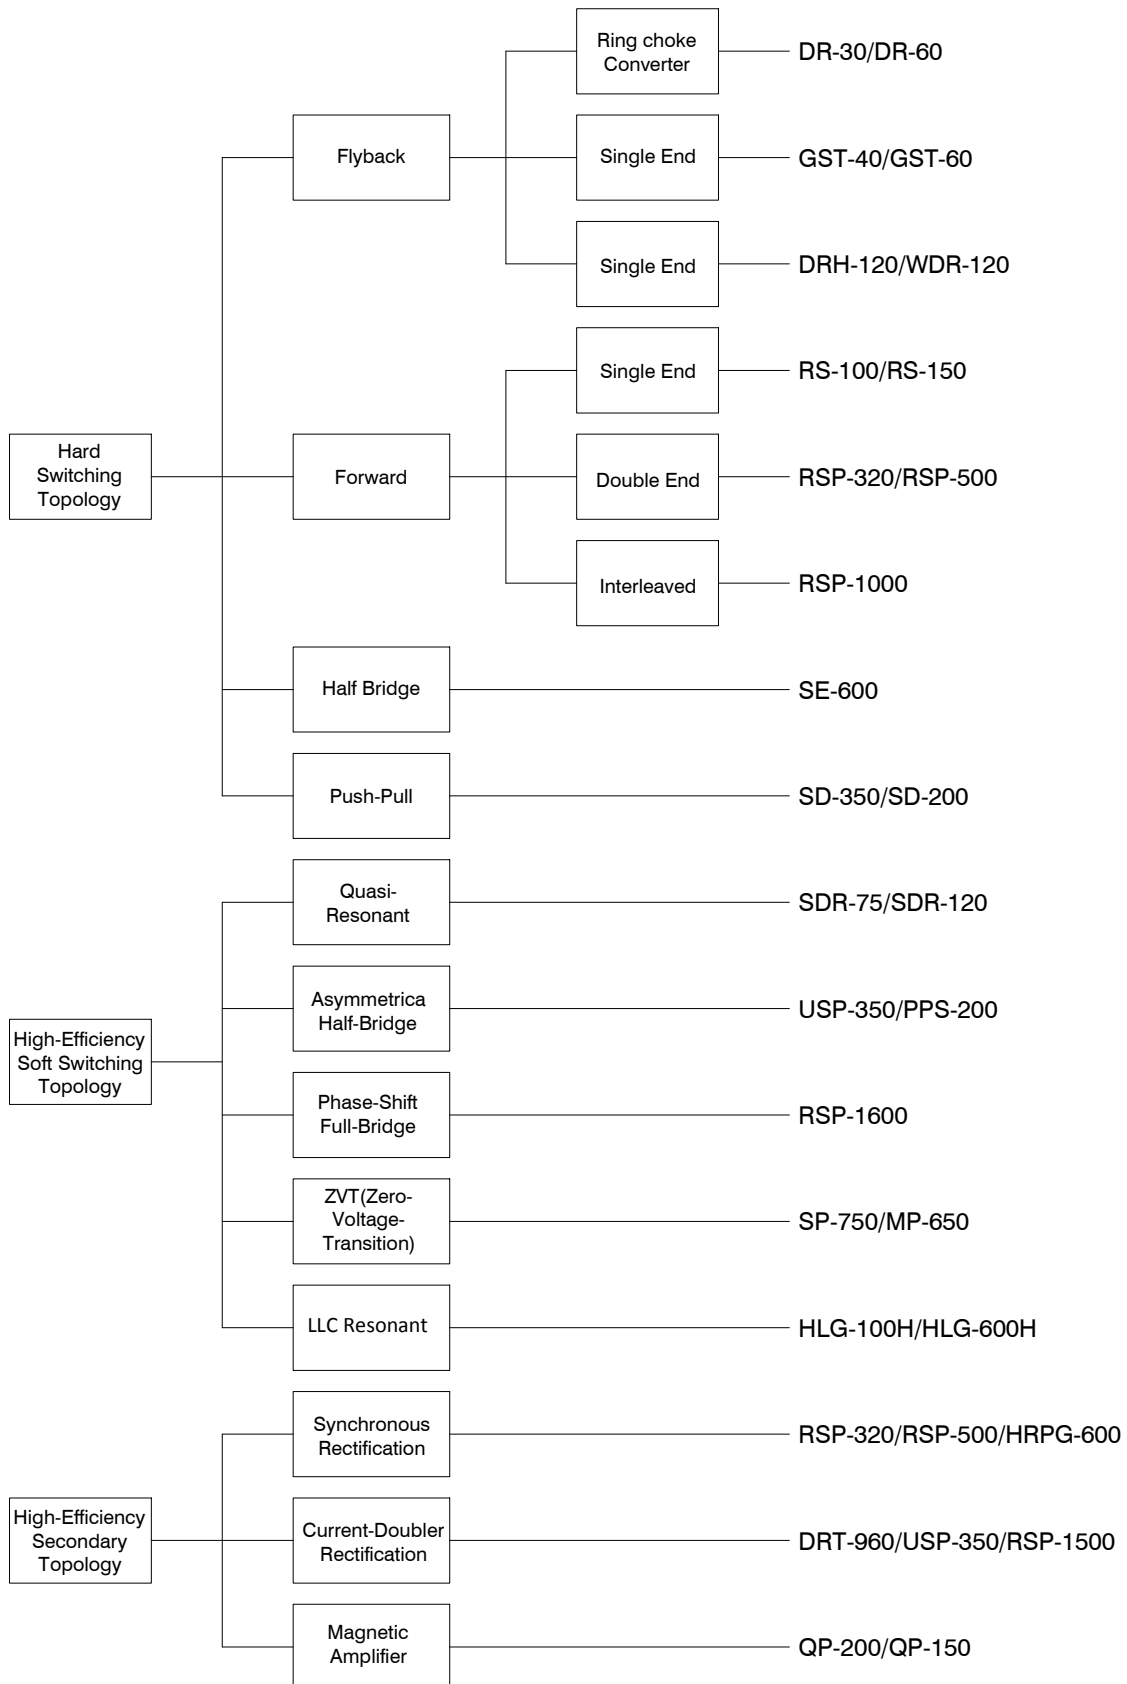 Ring choke
Converter
DR-30/DR-60
Flyback
Single End
GST-40/GST-60
Single End
DRH-120/WDR-120
Single End
RS-100/RS-150
Hard
Switching
Topology
Forward
Double End
RSP-320/RSP-500
Interleaved
RSP-1000
Half Bridge
SE-600
Push-Pull
SD-350/SD-200
Quasi-
Resonant
SDR-75/SDR-120
Asymmetrica
Half-Bridge
USP-350/PPS-200
High-Efficiency
Soft Switching
Topology
Phase-Shift
Full-Bridge
RSP-1600
ZVT(Zero-
Voltage-
Transition)
SP-750/MP-650
LLC Resonant
HLG-100H/HLG-600H
Synchronous
Rectification
RSP-320/RSP-500/HRPG-600
High-Efficiency
Secondary
Topology
Current-Doubler
Rectification
DRT-960/USP-350/RSP-1500
Magnetic
Amplifier
QP-200/QP-150